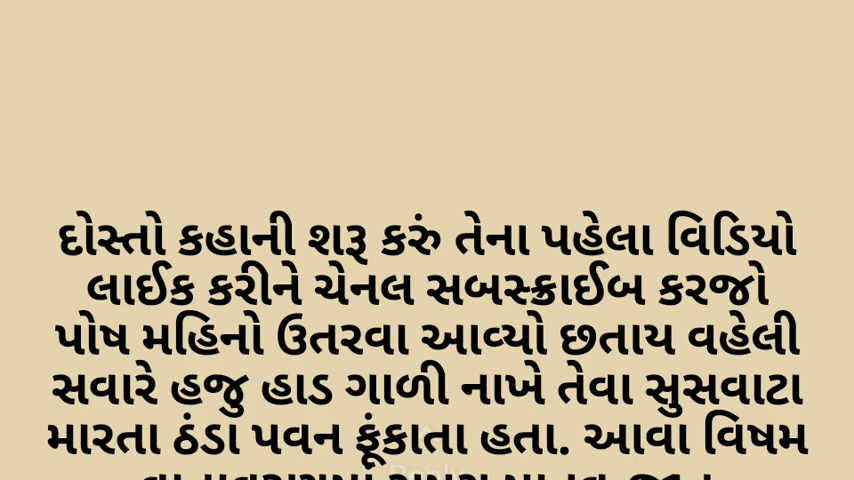 દોસ્તો કહાની શરૂ કરું તેના પહેલા વિડિયો
લાઈક કરીને ચેનલ સબસ્ક્રાઈબ કરજો
પોષ મહિનો ઉતરવા આવ્યો છતાય વહેલી
સવારે હજુ હાડ ગાળી નાખે તેવા સુસવાટા
મારતા ઠંડા પવન ફૂંકાતા હતા. આવા વિષમ